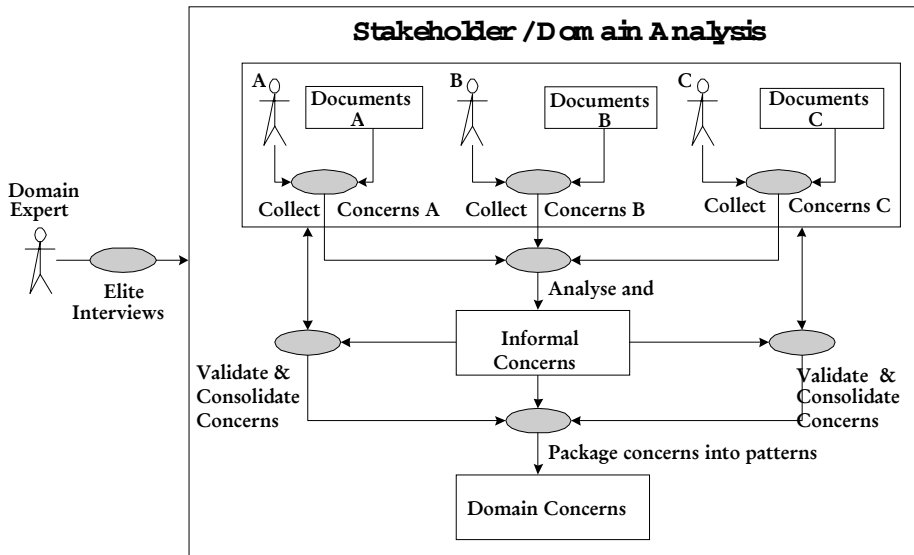 Stakeholder / Domain Analysis
A
Documents
A
B
Documents
B
C
Documents
C
Collect Concerns A
Collect Concerns B
Collect Concerns C
Domain
Expert
Elite
Interviews
Analyse and
Informal
Concerns
Validate &
Consolidate
Concerns
Validate &
Consolidate
Concerns
Package concerns into patterns
Domain Concerns